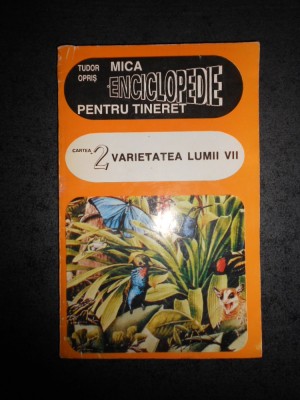 TUDOR OPRIȘ
MICA
ENCICLOPEDIE
PENTRU TINERET
CARTEA 2 VARIETATEA LUMII VII